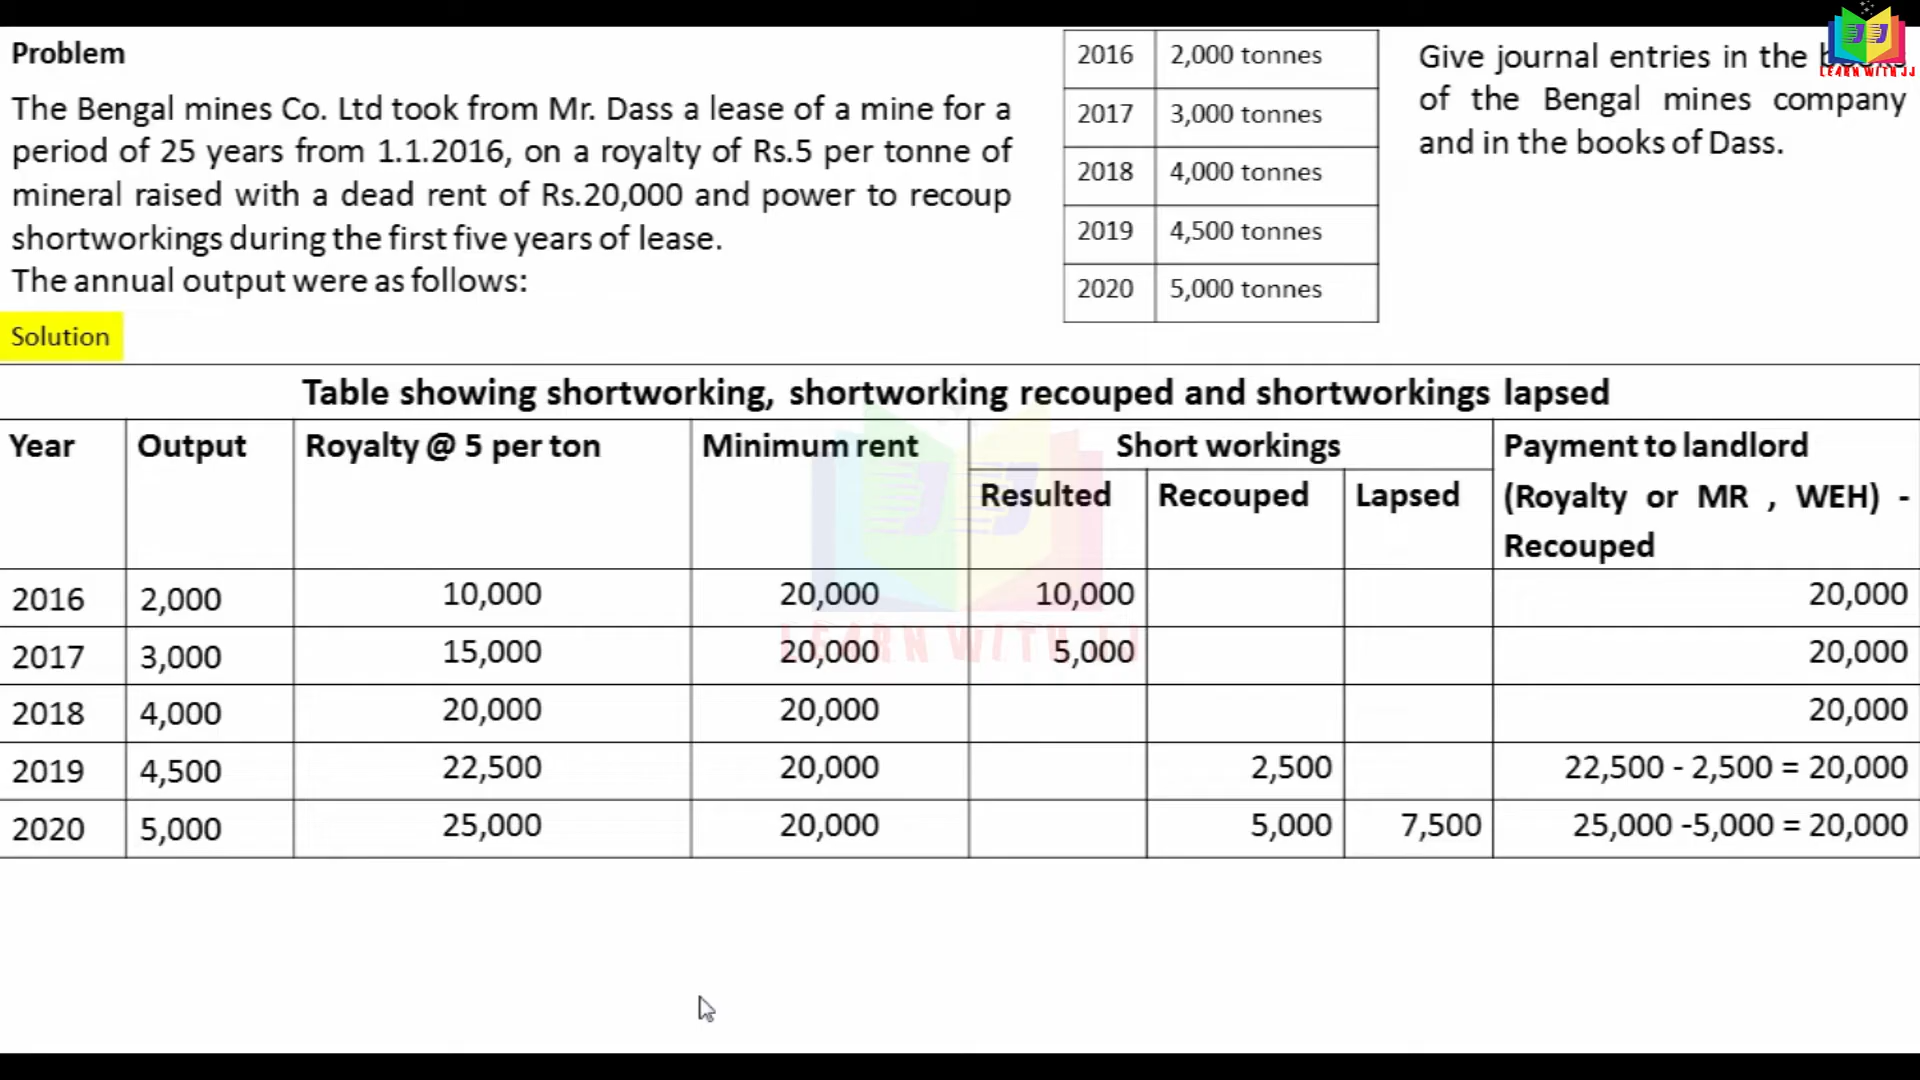 Problem
The Bengal mines Co. Ltd took from Mr. Dass a lease of a mine for a
period of 25 years from 1.1.2016, on a royalty of Rs.5 per tonne of
mineral raised with a dead rent of Rs.20,000 and power to recoup
shortworkings during the first five years of lease.
The annual output were as follows:
2016 2,000 tonnes
2017 3,000 tonnes
2018 4,000 tonnes
2019 4,500 tonnes
2020 5,000 tonnes
Give journal entries in the books
of the Bengal mines company
and in the books of Dass.
LEARN WITH JJ
Solution
Table showing shortworking, shortworking recouped and shortworkings lapsed
Year Output Royalty @ 5 per ton Minimum rent Short workings Payment to landlord
Resulted Recouped Lapsed (Royalty or MR , WEH) -
Recouped
2016 2,000 10,000 20,000 10,000 20,000
2017 3,000 15,000 20,000 5,000 20,000
2018 4,000 20,000 20,000 20,000
2019 4,500 22,500 20,000 2,500 22,500 - 2,500 = 20,000
2020 5,000 25,000 20,000 5,000 7,500 25,000 -5,000 = 20,000
LEARN WITH JJ